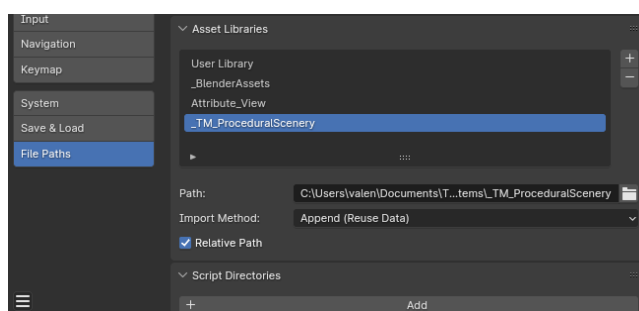 Input
Navigation
Keymap
System
Save & Load
File Paths
Asset Libraries
User Library
_BlenderAssets
Attribute_View
_TM_ProceduralScenery
Path: C:\Users\valen\Documents\T...tems\_TM_ProceduralScenery
Import Method: Append (Reuse Data)
Relative Path
Script Directories
+ Add